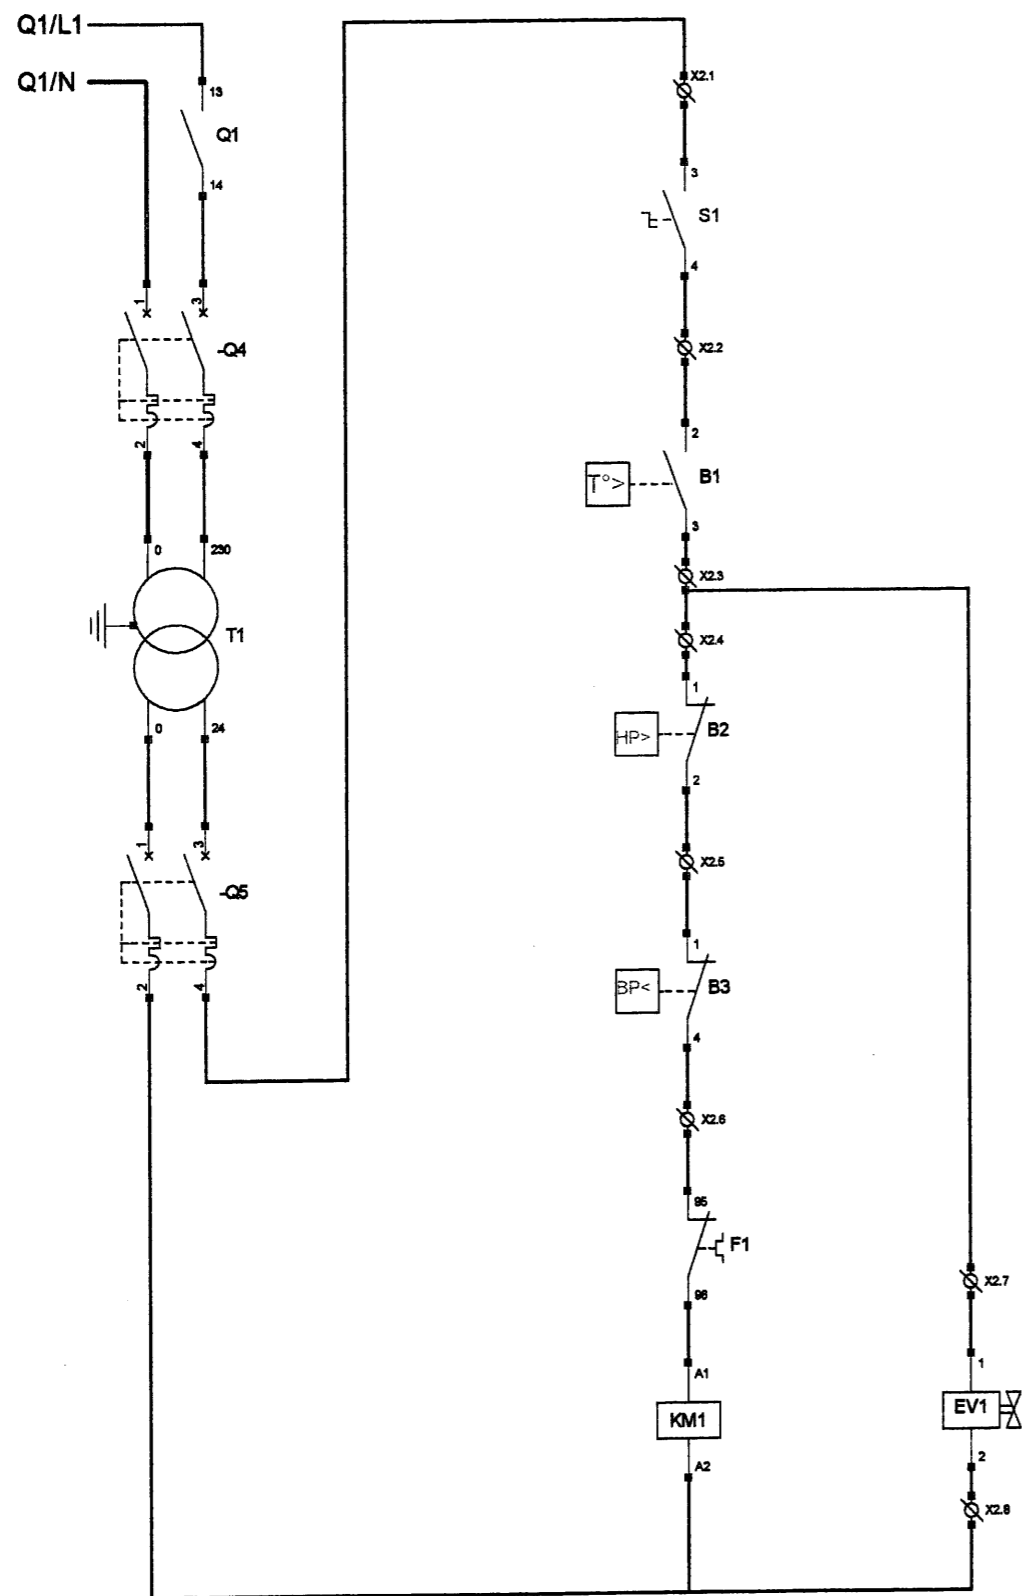 Q1/L1
Q1/N
13
Q1
14
1
3
-Q4
2
4
0
230
T1
0
24
1
3
-Q5
2
4
X2.1
3
S1
4
X2.2
2
T°>
B1
3
X2.3
X2.4
1
HP>
B2
2
X2.5
1
BP<
B3
4
X2.6
95
F1
96
A1
KM1
A2
X2.7
1
EV1
2
X2.8